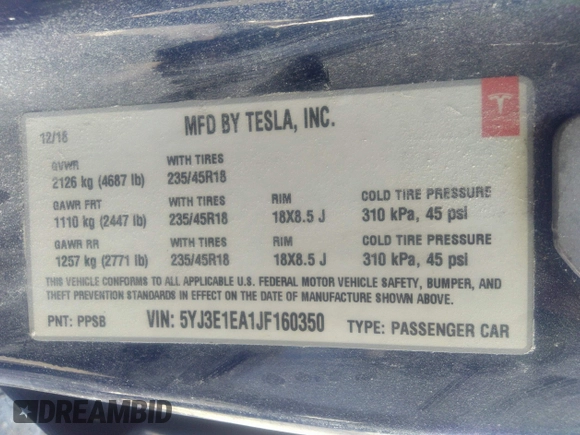 12/18 MFD BY TESLA, INC.
GVWR WITH TIRES
2126 kg (4687 lb) 235/45R18
GAWR FRT WITH TIRES RIM COLD TIRE PRESSURE
1110 kg (2447 lb) 235/45R18 18X8.5 J 310 kPa, 45 psi
GAWR RR WITH TIRES RIM COLD TIRE PRESSURE
1257 kg (2771 lb) 235/45R18 18X8.5 J 310 kPa, 45 psi
THIS VEHICLE CONFORMS TO ALL APPLICABLE U.S. FEDERAL MOTOR VEHICLE SAFETY, BUMPER, AND
THEFT PREVENTION STANDARDS IN EFFECT ON THE DATE OF MANUFACTURE SHOWN ABOVE.
PNT: PPSB VIN: 5YJ3E1EA1JF160350 TYPE: PASSENGER CAR
DREAMBID